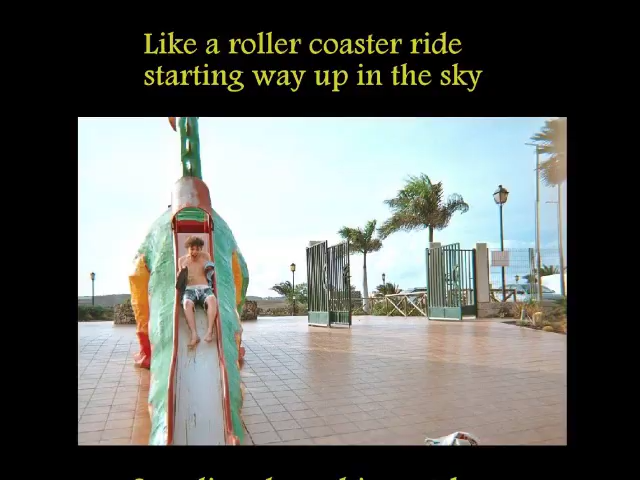 Like a roller coaster ride
starting way up in the sky